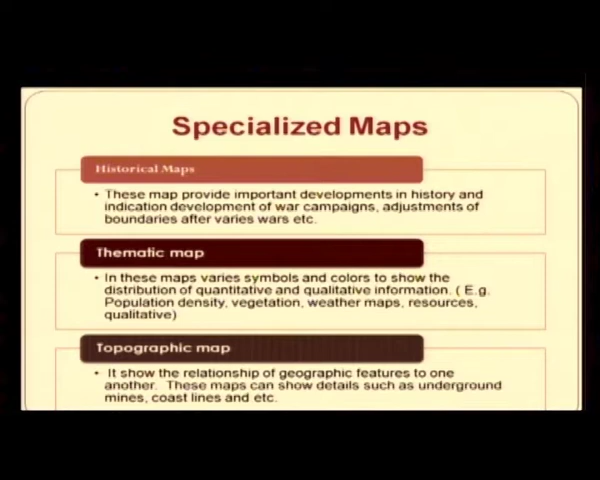 Specialized Maps
Historical Maps
• These map provide important developments in history and
indication development of war campaigns, adjustments of
boundaries after varies wars etc.
Thematic map
• In these maps varies symbols and colors to show the
distribution of quantitative and qualitative information. ( E.g.
Population density, vegetation, weather maps, resources,
qualitative)
Topographic map
• It show the relationship of geographic features to one
another. These maps can show details such as underground
mines, coast lines and etc.